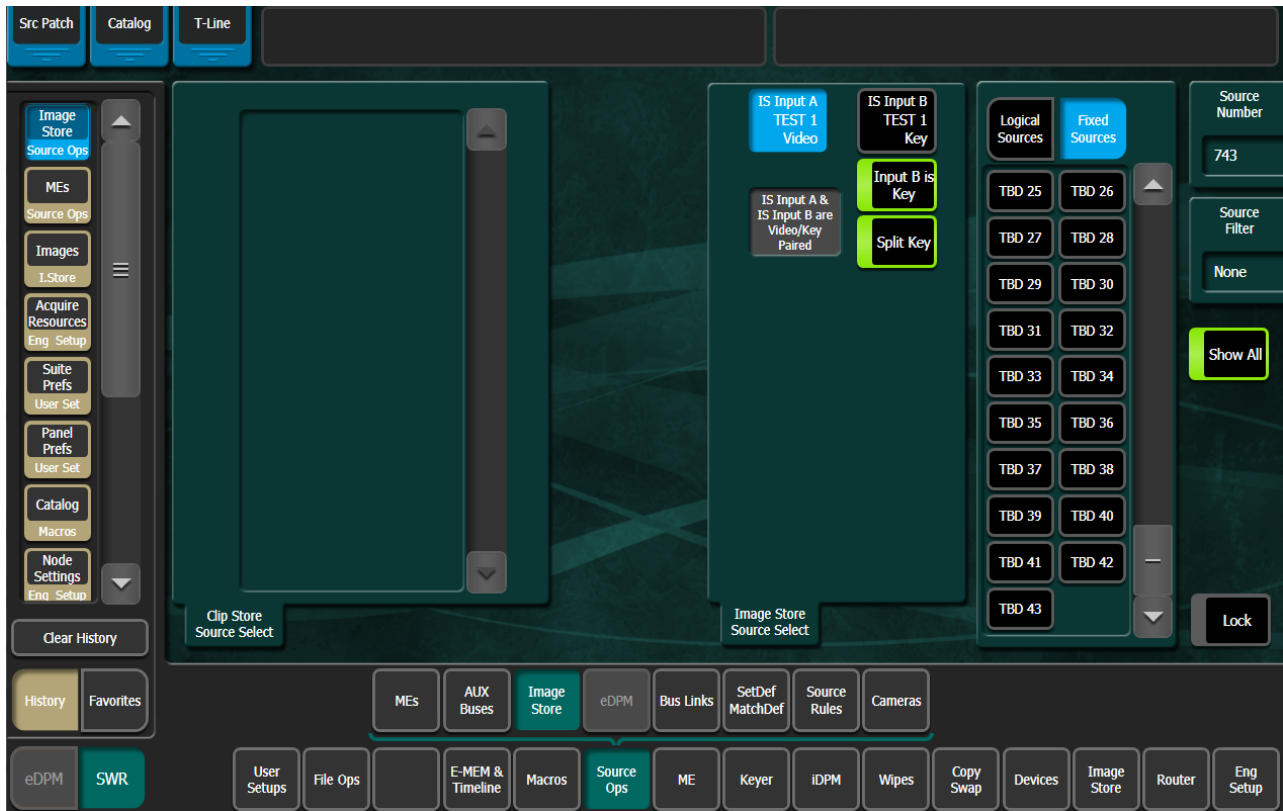 Src Patch
Catalog
T-Line
Image
Store
Source Ops
MEs
Source Ops
Images
I.Store
Acquire
Resources
Eng Setup
Suite
Prefs
User Set
Panel
Prefs
User Set
Catalog
Macros
Node
Settings
Eng Setup
Clear History
History
Favorites
Clip Store
Source Select
IS Input A
TEST 1
Video
IS Input B
TEST 1
Key
Input B is
Key
IS Input A &
IS Input B are
Video/Key
Paired
Split Key
Image Store
Source Select
Logical
Sources
Fixed
Sources
TBD 25
TBD 26
TBD 27
TBD 28
TBD 29
TBD 30
TBD 31
TBD 32
TBD 33
TBD 34
TBD 35
TBD 36
TBD 37
TBD 38
TBD 39
TBD 40
TBD 41
TBD 42
TBD 43
Source
Number
743
Source
Filter
None
Show All
Lock
MEs
AUX
Buses
Image
Store
eDPM
Bus Links
SetDef
MatchDef
Source
Rules
Cameras
eDPM
SWR
User
Setups
File Ops
E-MEM &
Timeline
Macros
Source
Ops
ME
Keyer
iDPM
Wipes
Copy
Swap
Devices
Image
Store
Router
Eng
Setup